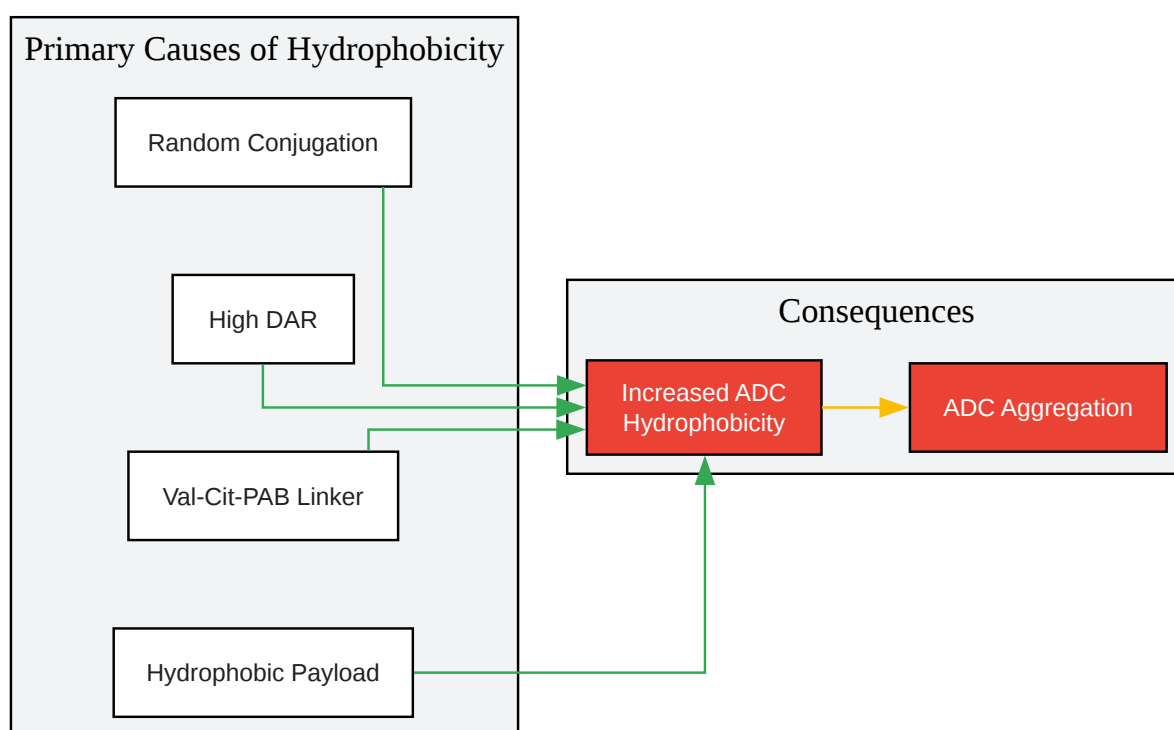 Primary Causes of Hydrophobicity
Random Conjugation
High DAR
Val-Cit-PAB Linker
Hydrophobic Payload
Consequences
Increased ADC
Hydrophobicity
ADC Aggregation